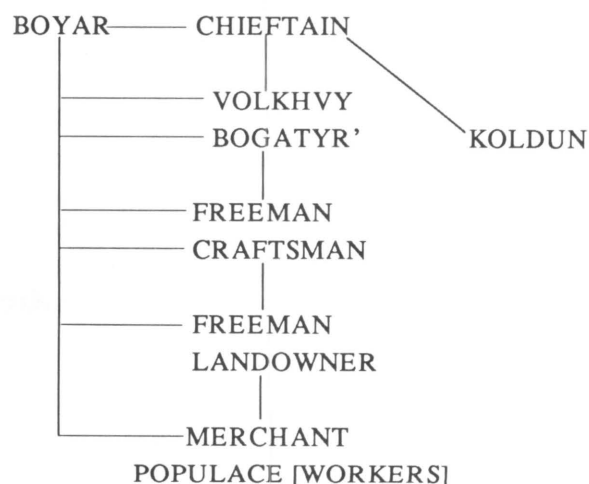 BOYAR CHIEFTAIN
VOLKHVY
BOGATYR’ KOLDUN
FREEMAN
CRAFTSMAN
FREEMAN
LANDOWNER
MERCHANT
POPULACE [WORKERS]